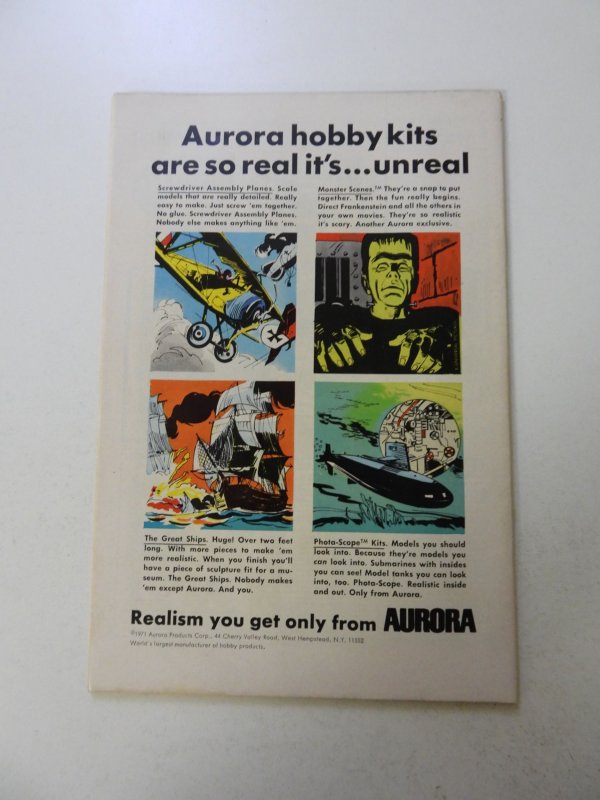 Aurora hobby kits
are so real it's...unreal
Screwdriver Assembly Planes. Scale
models that are really detailed. Really
easy to make. Just screw 'em together.
No glue. Screwdriver Assembly Planes.
Nobody else makes anything like 'em.
Monster Scenes.™ They're a snap to put
together. Then the fun really begins.
Direct Frankenstein and all the others in
your own movies. They're so realistic
it's scary. Another Aurora exclusive.
The Great Ships. Huge! Over two feet
long. With more pieces to make 'em
more realistic. When you finish you'll
have a piece of sculpture fit for a mu-
seum. The Great Ships. Nobody makes
'em except Aurora. And you.
Phota-Scope™ Kits. Models you should
look into. Because they're models you
can look into. Submarines with insides
you can see! Model tanks you can look
into, too. Phota-Scope. Realistic inside
and out. Only from Aurora.
Realism you get only from AURORA
©1971 Aurora Products Corp., 44 Cherry Valley Road, West Hempstead, N.Y. 11552
World's largest manufacturer of hobby products.